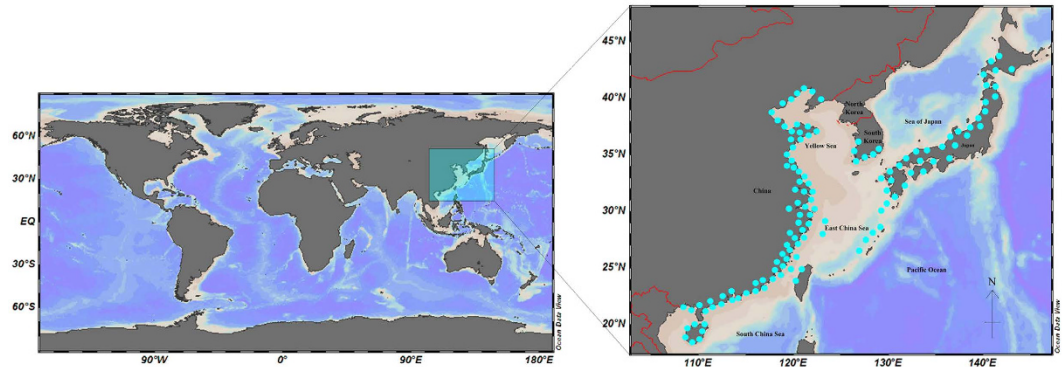 60°N
30°N
EQ
30°S
60°S
90°W
0°
90°E
180°E
Ocean Data View
45°N
40°N
35°N
30°N
25°N
20°N
110°E
120°E
130°E
140°E
North
Korea
South
Korea
Sea of Japan
Japan
Yellow Sea
China
East China Sea
Pacific Ocean
N
South China Sea
Ocean Data View